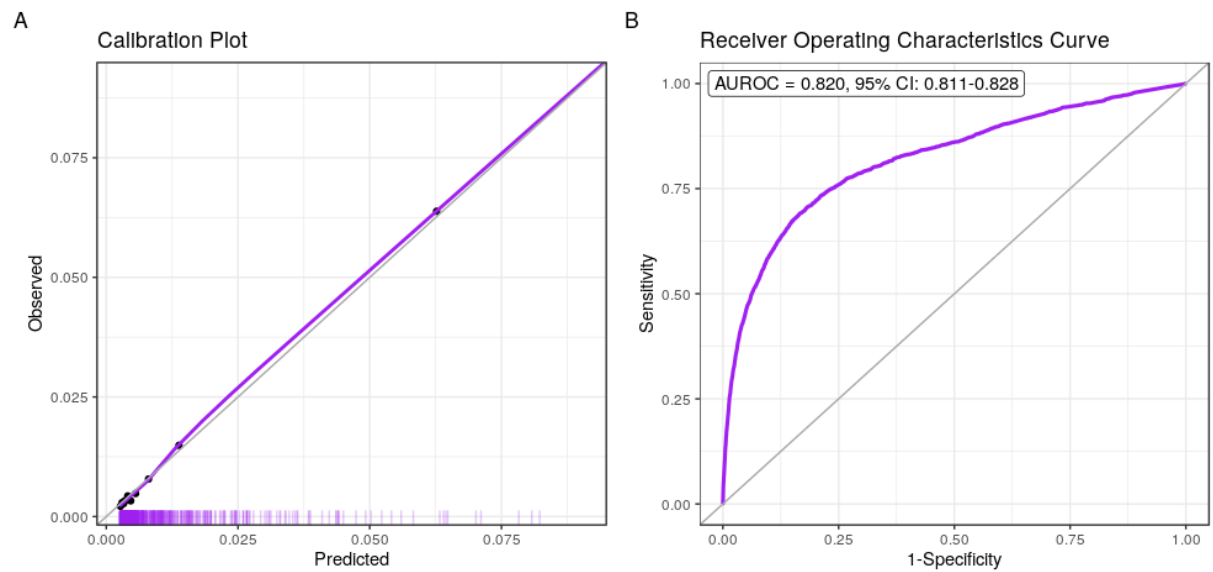 A
Calibration Plot
0.075
0.050
0.025
0.000
Observed
0.000 0.025 0.050 0.075
Predicted
B
Receiver Operating Characteristics Curve
AUROC = 0.820, 95% CI: 0.811-0.828
1.00
0.75
0.50
0.25
0.00
Sensitivity
0.00 0.25 0.50 0.75 1.00
1-Specificity